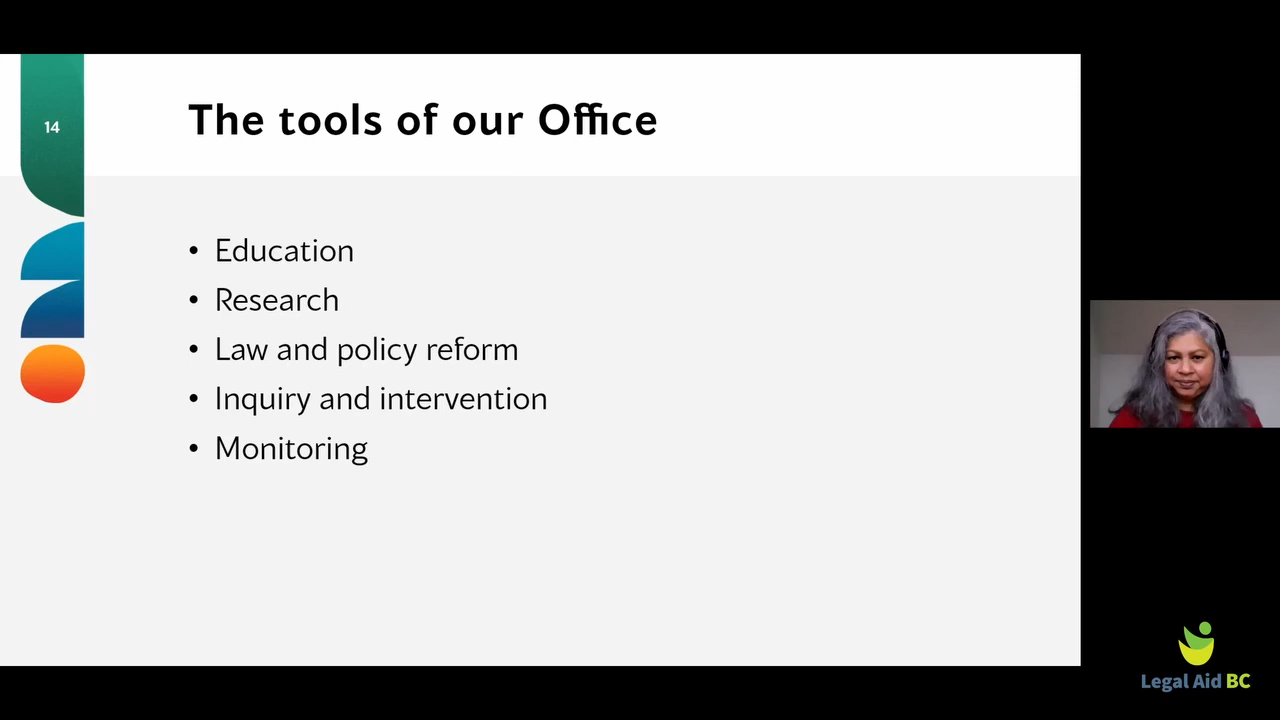 14
The tools of our Office
• Education
• Research
• Law and policy reform
• Inquiry and intervention
• Monitoring
Legal Aid BC